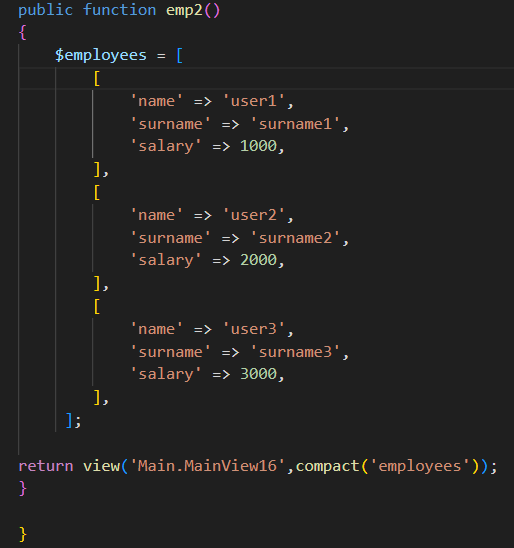 public function emp2()
{
    $employees = [
        [
            'name' => 'user1',
            'surname' => 'surname1',
            'salary' => 1000,
        ],
        [
            'name' => 'user2',
            'surname' => 'surname2',
            'salary' => 2000,
        ],
        [
            'name' => 'user3',
            'surname' => 'surname3',
            'salary' => 3000,
        ],
     ];

return view('Main.MainView16',compact('employees'));
}

}